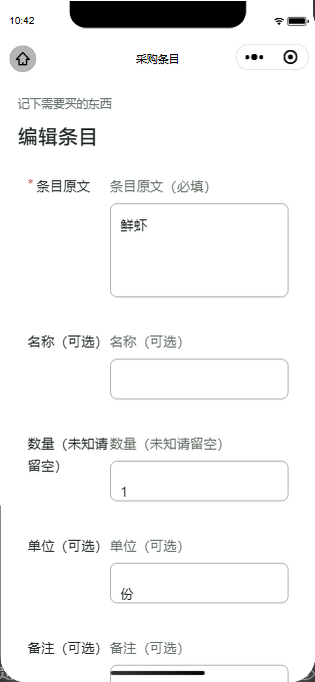 10:42
采购条目
记下需要买的东西
编辑条目
* 条目原文 条目原文（必填）
鲜虾
名称（可选） 名称（可选）
数量（未知请留空） 数量（未知请留空）
1
单位（可选） 单位（可选）
份
备注（可选） 备注（可选）